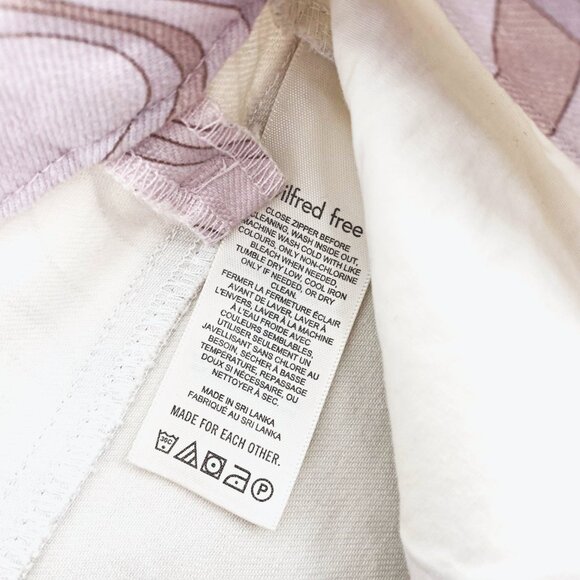 ilfred free
CLOSE ZIPPER BEFORE
CLEANING, WASH INSIDE OUT,
MACHINE WASH COLD WITH LIKE
COLOURS, ONLY NON-CHLORINE
BLEACH WHEN NEEDED,
TUMBLE DRY LOW, COOL IRON
ONLY IF NEEDED, OR DRY
CLEAN.
FERMER LA FERMETURE ÉCLAIR
AVANT DE LAVER, LAVER À
L'ENVERS, LAVER À LA MACHINE
À L'EAU FROIDE AVEC
COULEURS SEMBLABLES,
UTILISER SEULEMENT UN
JAVELLISANT SANS CHLORE AU
BESOIN, SÉCHER À BASSE
TEMPÉRATURE, REPASSAGE
DOUX SI NÉCESSAIRE, OU
NETTOYER À SEC.
MADE IN SRI LANKA
FABRIQUÉ AU SRI LANKA
MADE FOR EACH OTHER.
30C P